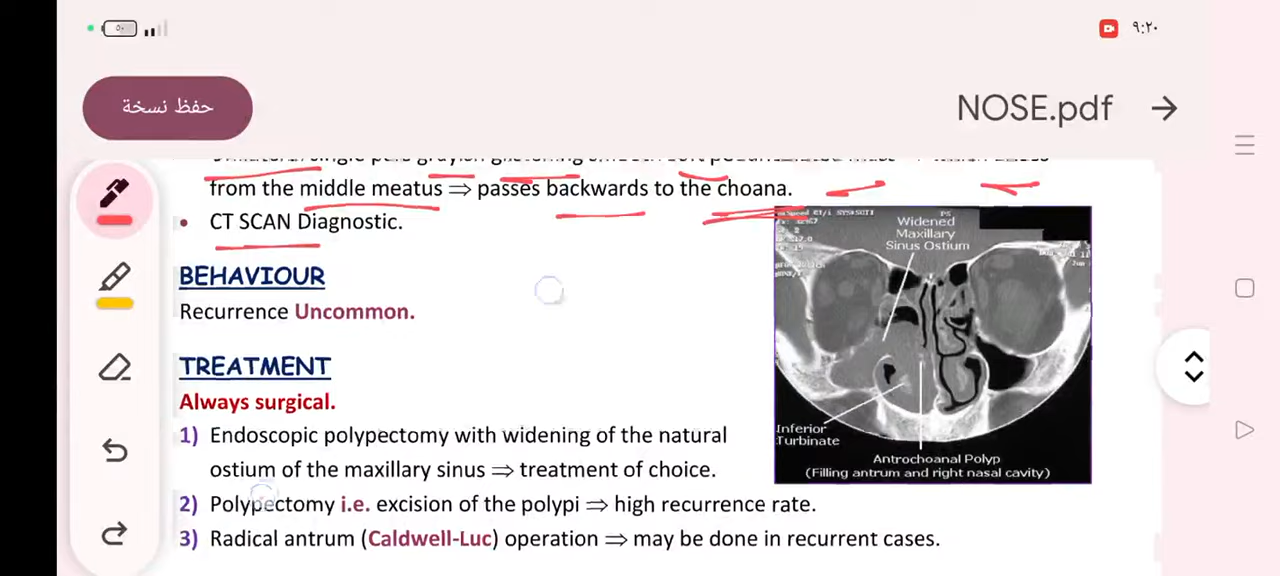 ٩:٢٠
حفظ نسخة
NOSE.pdf
from the middle meatus ⇒ passes backwards to the choana.
• CT SCAN Diagnostic.
BEHAVIOUR
Recurrence Uncommon.
TREATMENT
Always surgical.
1) Endoscopic polypectomy with widening of the natural
ostium of the maxillary sinus ⇒ treatment of choice.
2) Polypectomy i.e. excision of the polypi ⇒ high recurrence rate.
3) Radical antrum (Caldwell-Luc) operation ⇒ may be done in recurrent cases.
Widened
Maxillary
Sinus Ostium
Inferior
Turbinate
Antrochoanal Polyp
(Filling antrum and right nasal cavity)